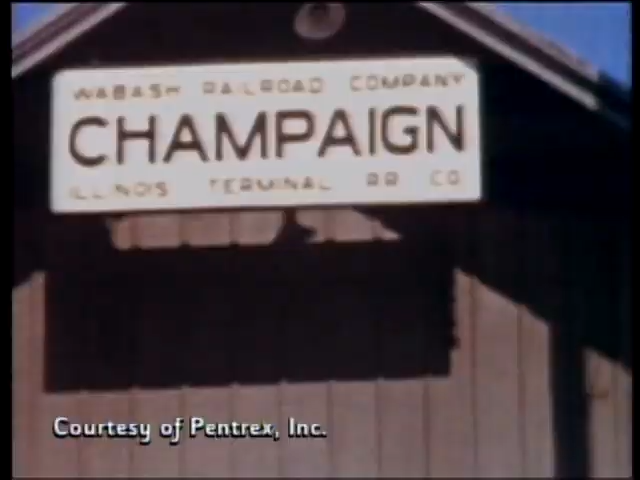 WABASH RAILROAD COMPANY
CHAMPAIGN
ILLINOIS TERMINAL RR CO
Courtesy of Pentrex, Inc.